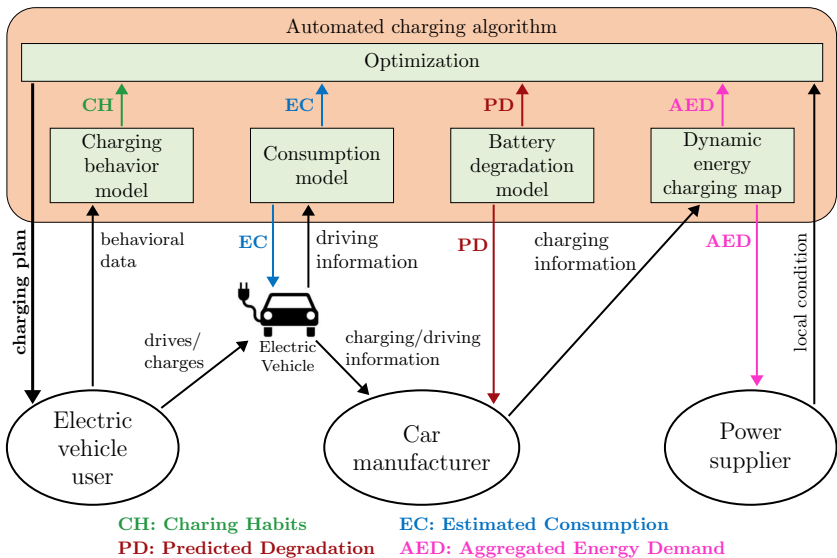 Automated charging algorithm
Optimization
CH
EC
PD
AED
Charging
behavior
model
Consumption
model
Battery
degradation
model
Dynamic
energy
charging map
charging plan
behavioral
data
EC
driving
information
PD
charging
information
AED
local condition
drives/
charges
Electric
Vehicle
charging/driving
information
Electric
vehicle
user
Car
manufacturer
Power
supplier
CH: Charing Habits
EC: Estimated Consumption
PD: Predicted Degradation
AED: Aggregated Energy Demand